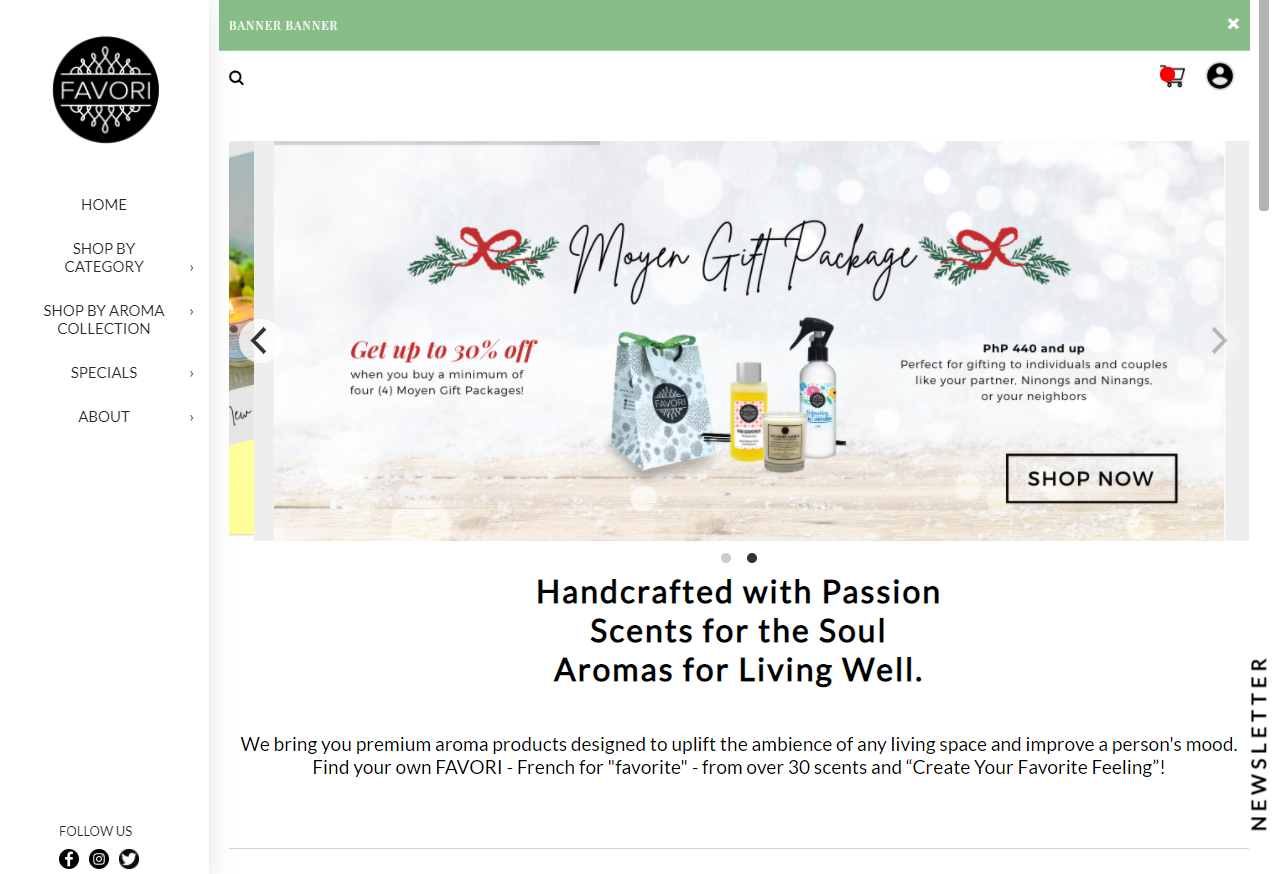 BANNER BANNER
FAVORI
HOME
SHOP BY
CATEGORY
SHOP BY AROMA
COLLECTION
SPECIALS
ABOUT
FOLLOW US
Moyen Gift Package
Get up to 30% off
when you buy a minimum of
four (4) Moyen Gift Packages!
FAVORI
PhP 440 and up
Perfect for gifting to individuals and couples
like your partner, Ninongs and Ninangs,
or your neighbors
SHOP NOW
Handcrafted with Passion
Scents for the Soul
Aromas for Living Well.
We bring you premium aroma products designed to uplift the ambience of any living space and improve a person's mood.
Find your own FAVORI - French for "favorite" - from over 30 scents and “Create Your Favorite Feeling”!
NEWSLETTER